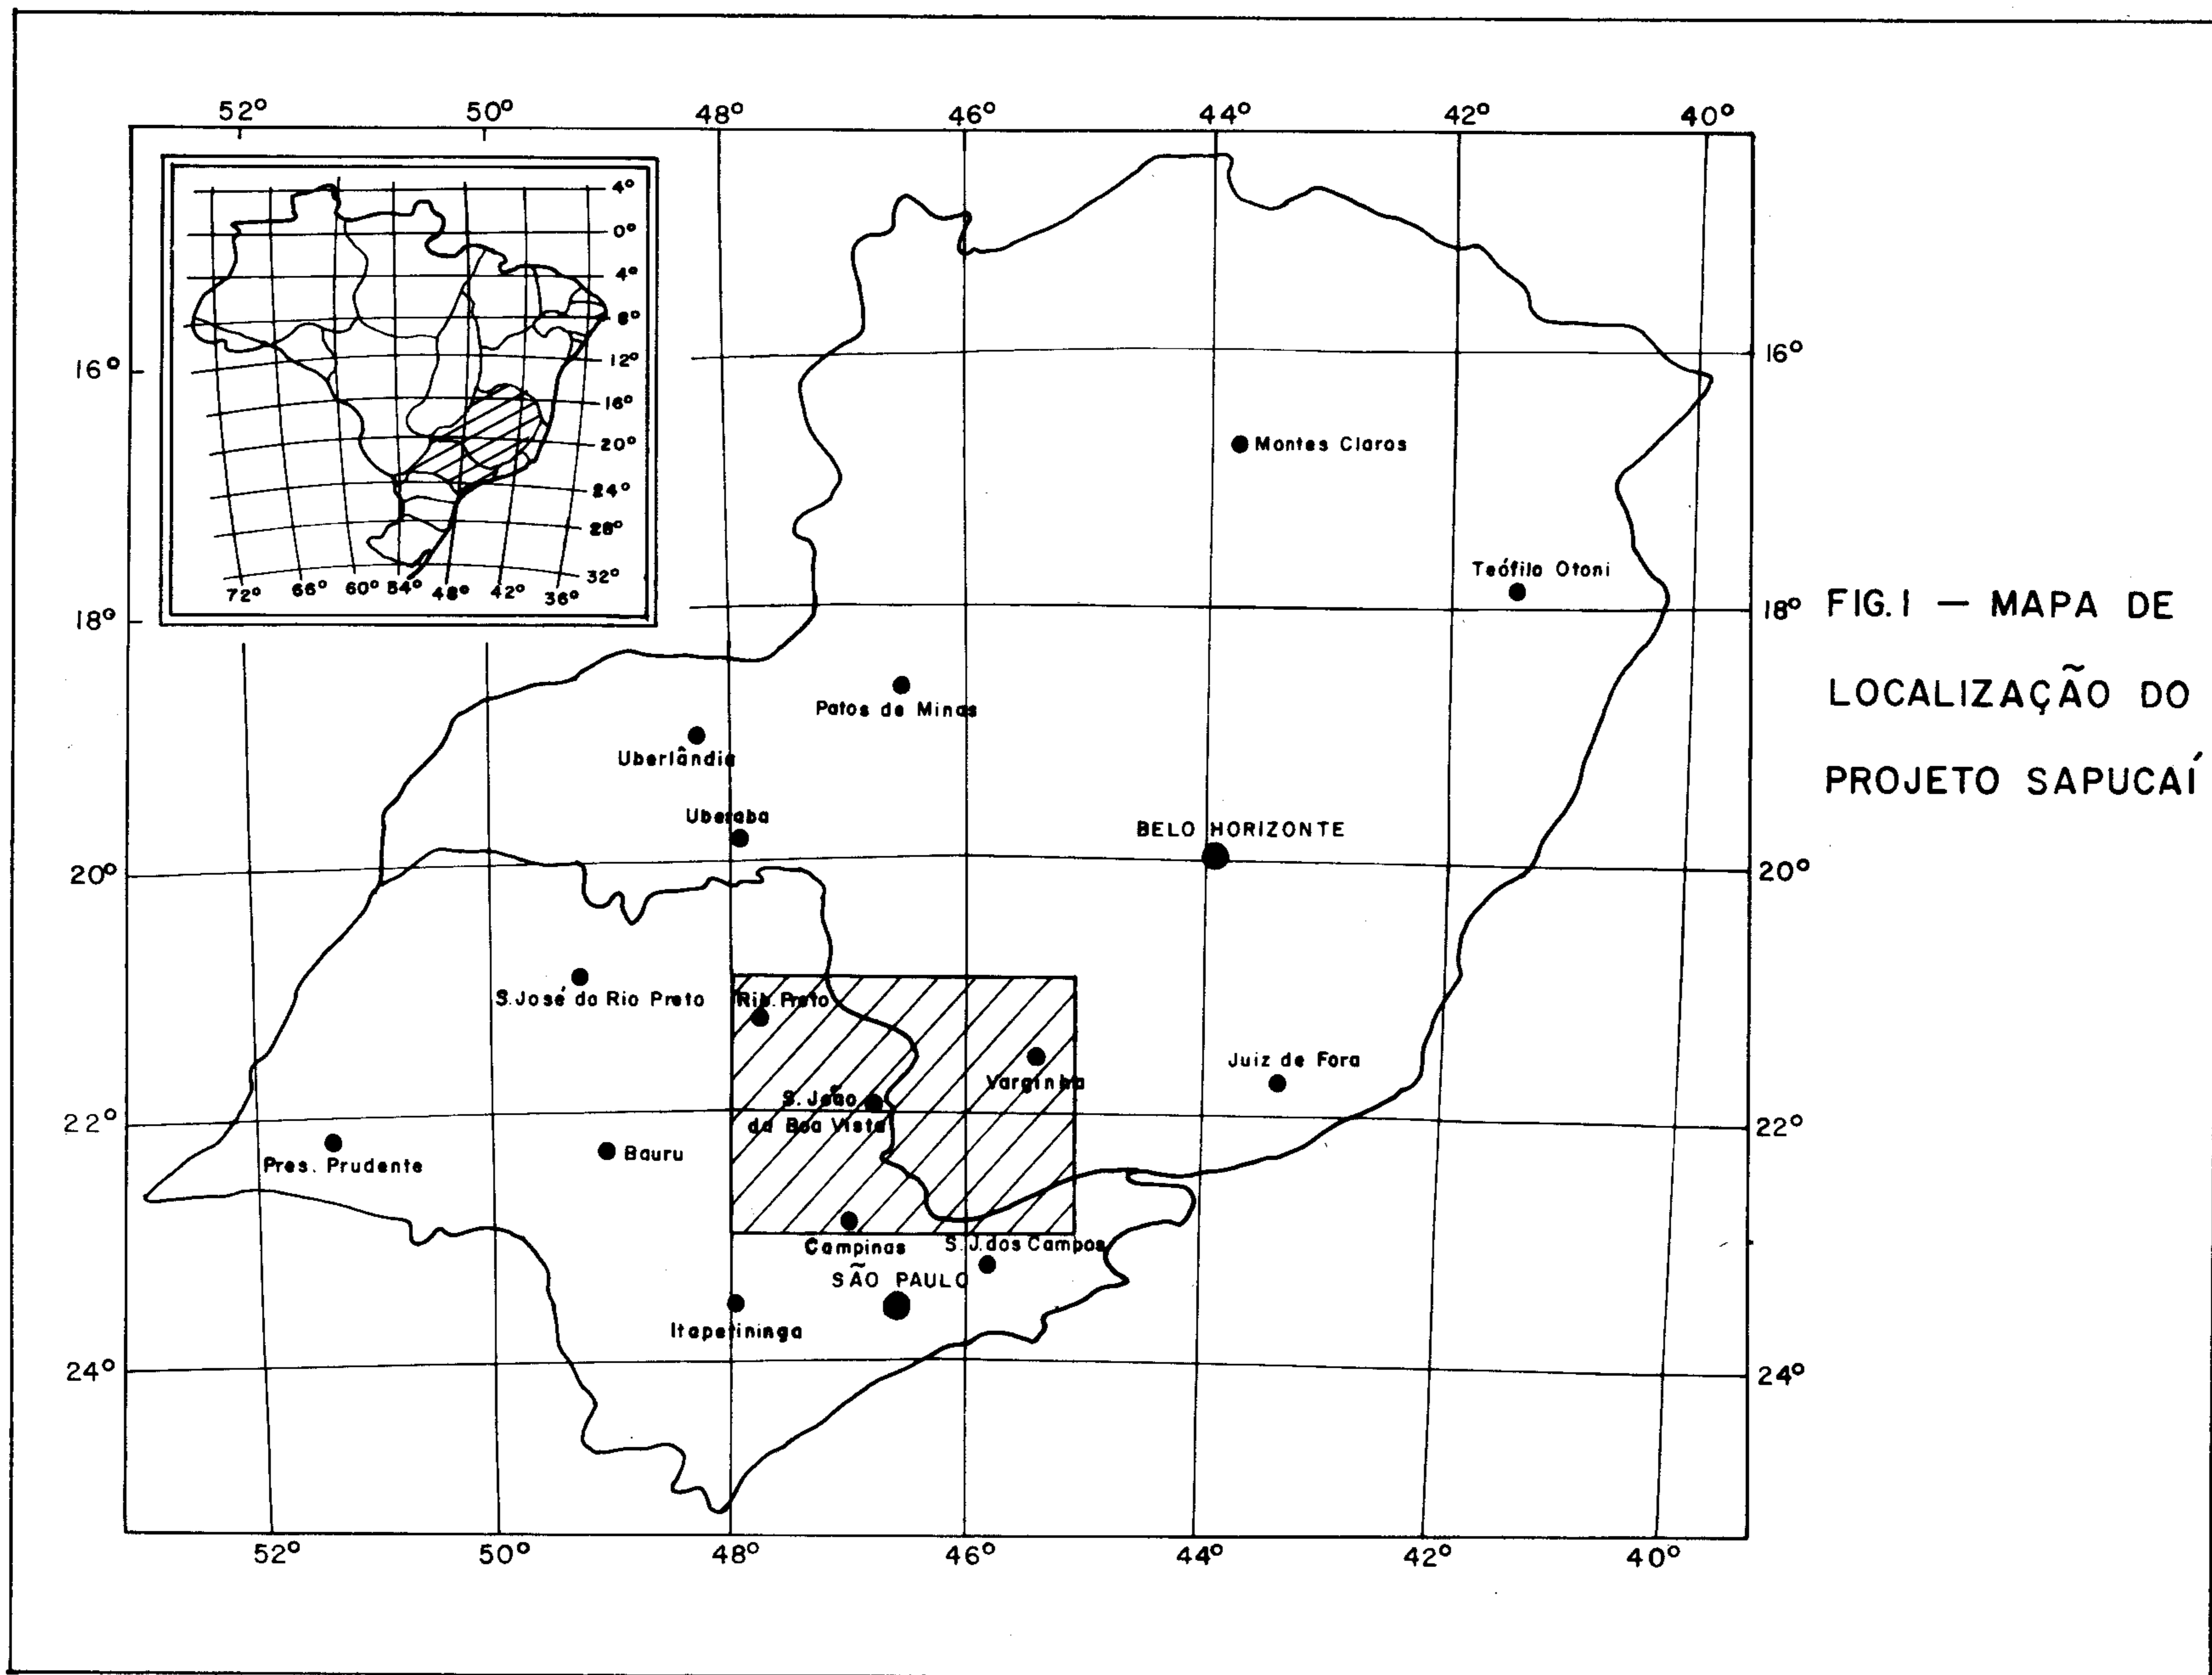 52° 50° 48° 46° 44° 42° 40°
4°
0°
4°
8°
12°
16°
20°
24°
28°
32°
72° 66° 60° 54° 48° 42° 36°
16° 16°
Montes Claros
Teófilo Otoni
18° 18°
FIG.1 — MAPA DE
LOCALIZAÇÃO DO
PROJETO SAPUCAÍ
Patos de Minas
Uberlândia
Uberaba
BELO HORIZONTE
20° 20°
S.José do Rio Preto
Rib. Preto
Juiz de Fora
Varginha
S. João
da Boa Vista
22° 22°
Pres. Prudente
Bauru
Campinas
S.J.dos Campos
SÃO PAULO
Itapetininga
24° 24°
52° 50° 48° 46° 44° 42° 40°